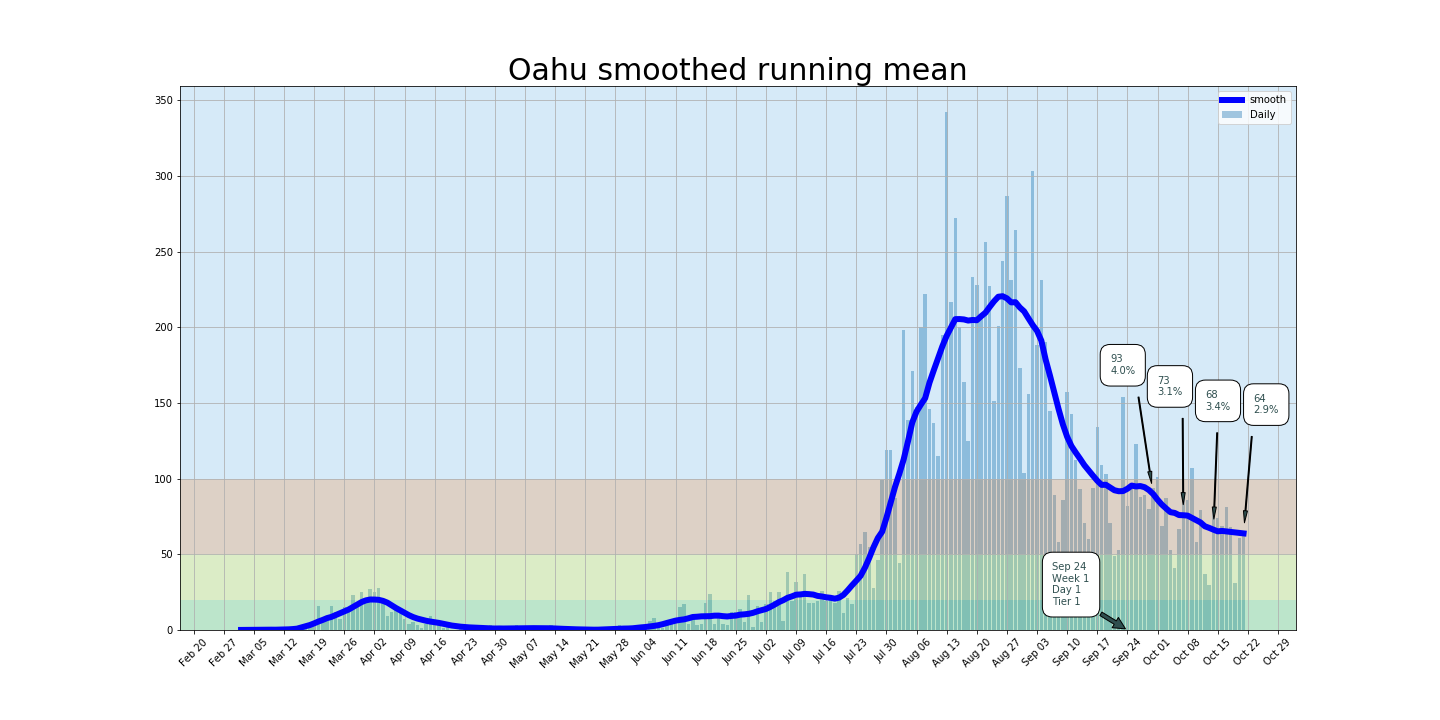 Oahu smoothed running mean
smooth
Daily
350
300
250
200
150
100
50
0
93
4.0%
73
3.1%
68
3.4%
64
2.9%
Sep 24
Week 1
Day 1
Tier 1
Feb 20
Feb 27
Mar 05
Mar 12
Mar 19
Mar 26
Apr 02
Apr 09
Apr 16
Apr 23
Apr 30
May 07
May 14
May 21
May 28
Jun 04
Jun 11
Jun 18
Jun 25
Jul 02
Jul 09
Jul 16
Jul 23
Jul 30
Aug 06
Aug 13
Aug 20
Aug 27
Sep 03
Sep 10
Sep 17
Sep 24
Oct 01
Oct 08
Oct 15
Oct 22
Oct 29